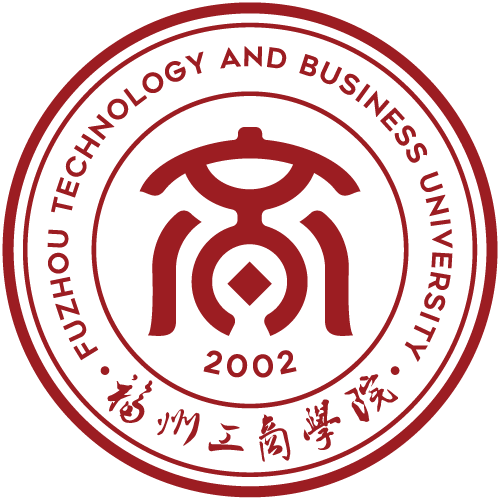 FUZHOU TECHNOLOGY AND BUSINESS UNIVERSITY
2002
福州工商學院